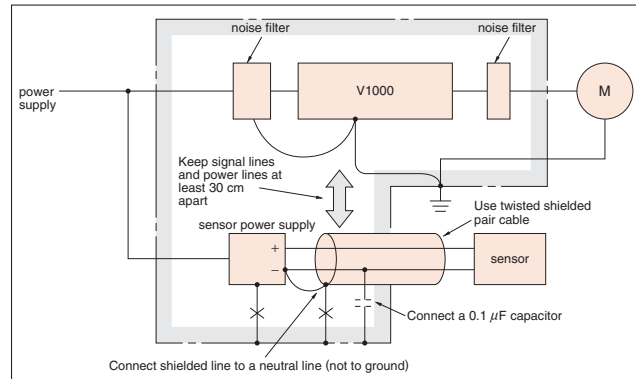 noise filter
noise filter
V1000
M
power
supply
Keep signal lines
and power lines at
least 30 cm
apart
Use twisted shielded
pair cable
sensor power supply
+
−
sensor
Connect a 0.1 μF capacitor
Connect shielded line to a neutral line (not to ground)